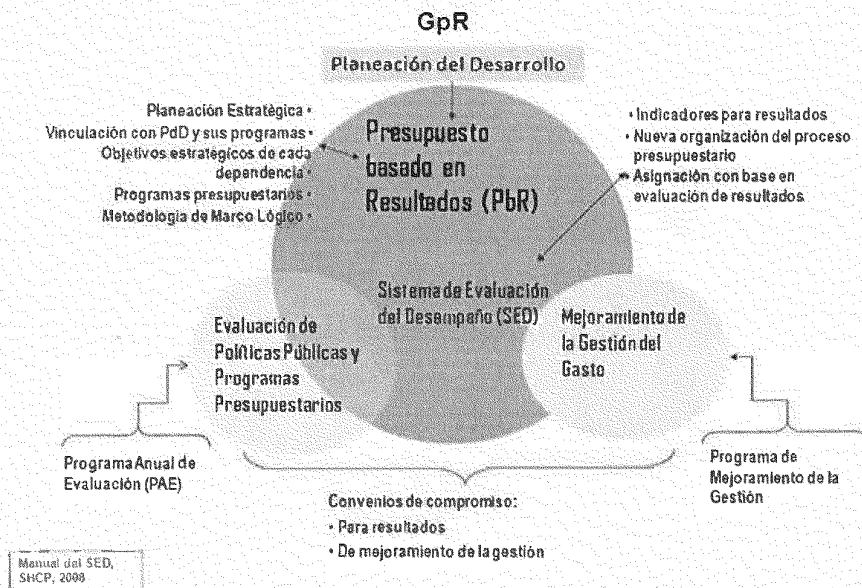 GpR
Planeación del Desarrollo
Planeación Estratégica •
Vinculación con PdD y sus programas •
Objetivos estratégicos de cada
dependencia •
Programas presupuestarios •
Metodología de Marco Lógico •
Presupuesto
basado en
Resultados (PbR)
• Indicadores para resultados
• Nueva organización del proceso
presupuestario
• Asignación con base en
evaluación de resultados
Sistema de Evaluación
del Desempeño (SED)
Evaluación de
Políticas Públicas y
Programas
Presupuestarios
Mejoramiento de
la Gestión del
Gasto
Programa Anual de
Evaluación (PAE)
Convenios de compromiso:
• Para resultados
• De mejoramiento de la gestión
Programa de
Mejoramiento de la
Gestión
Manual del SED,
SHCP, 2008